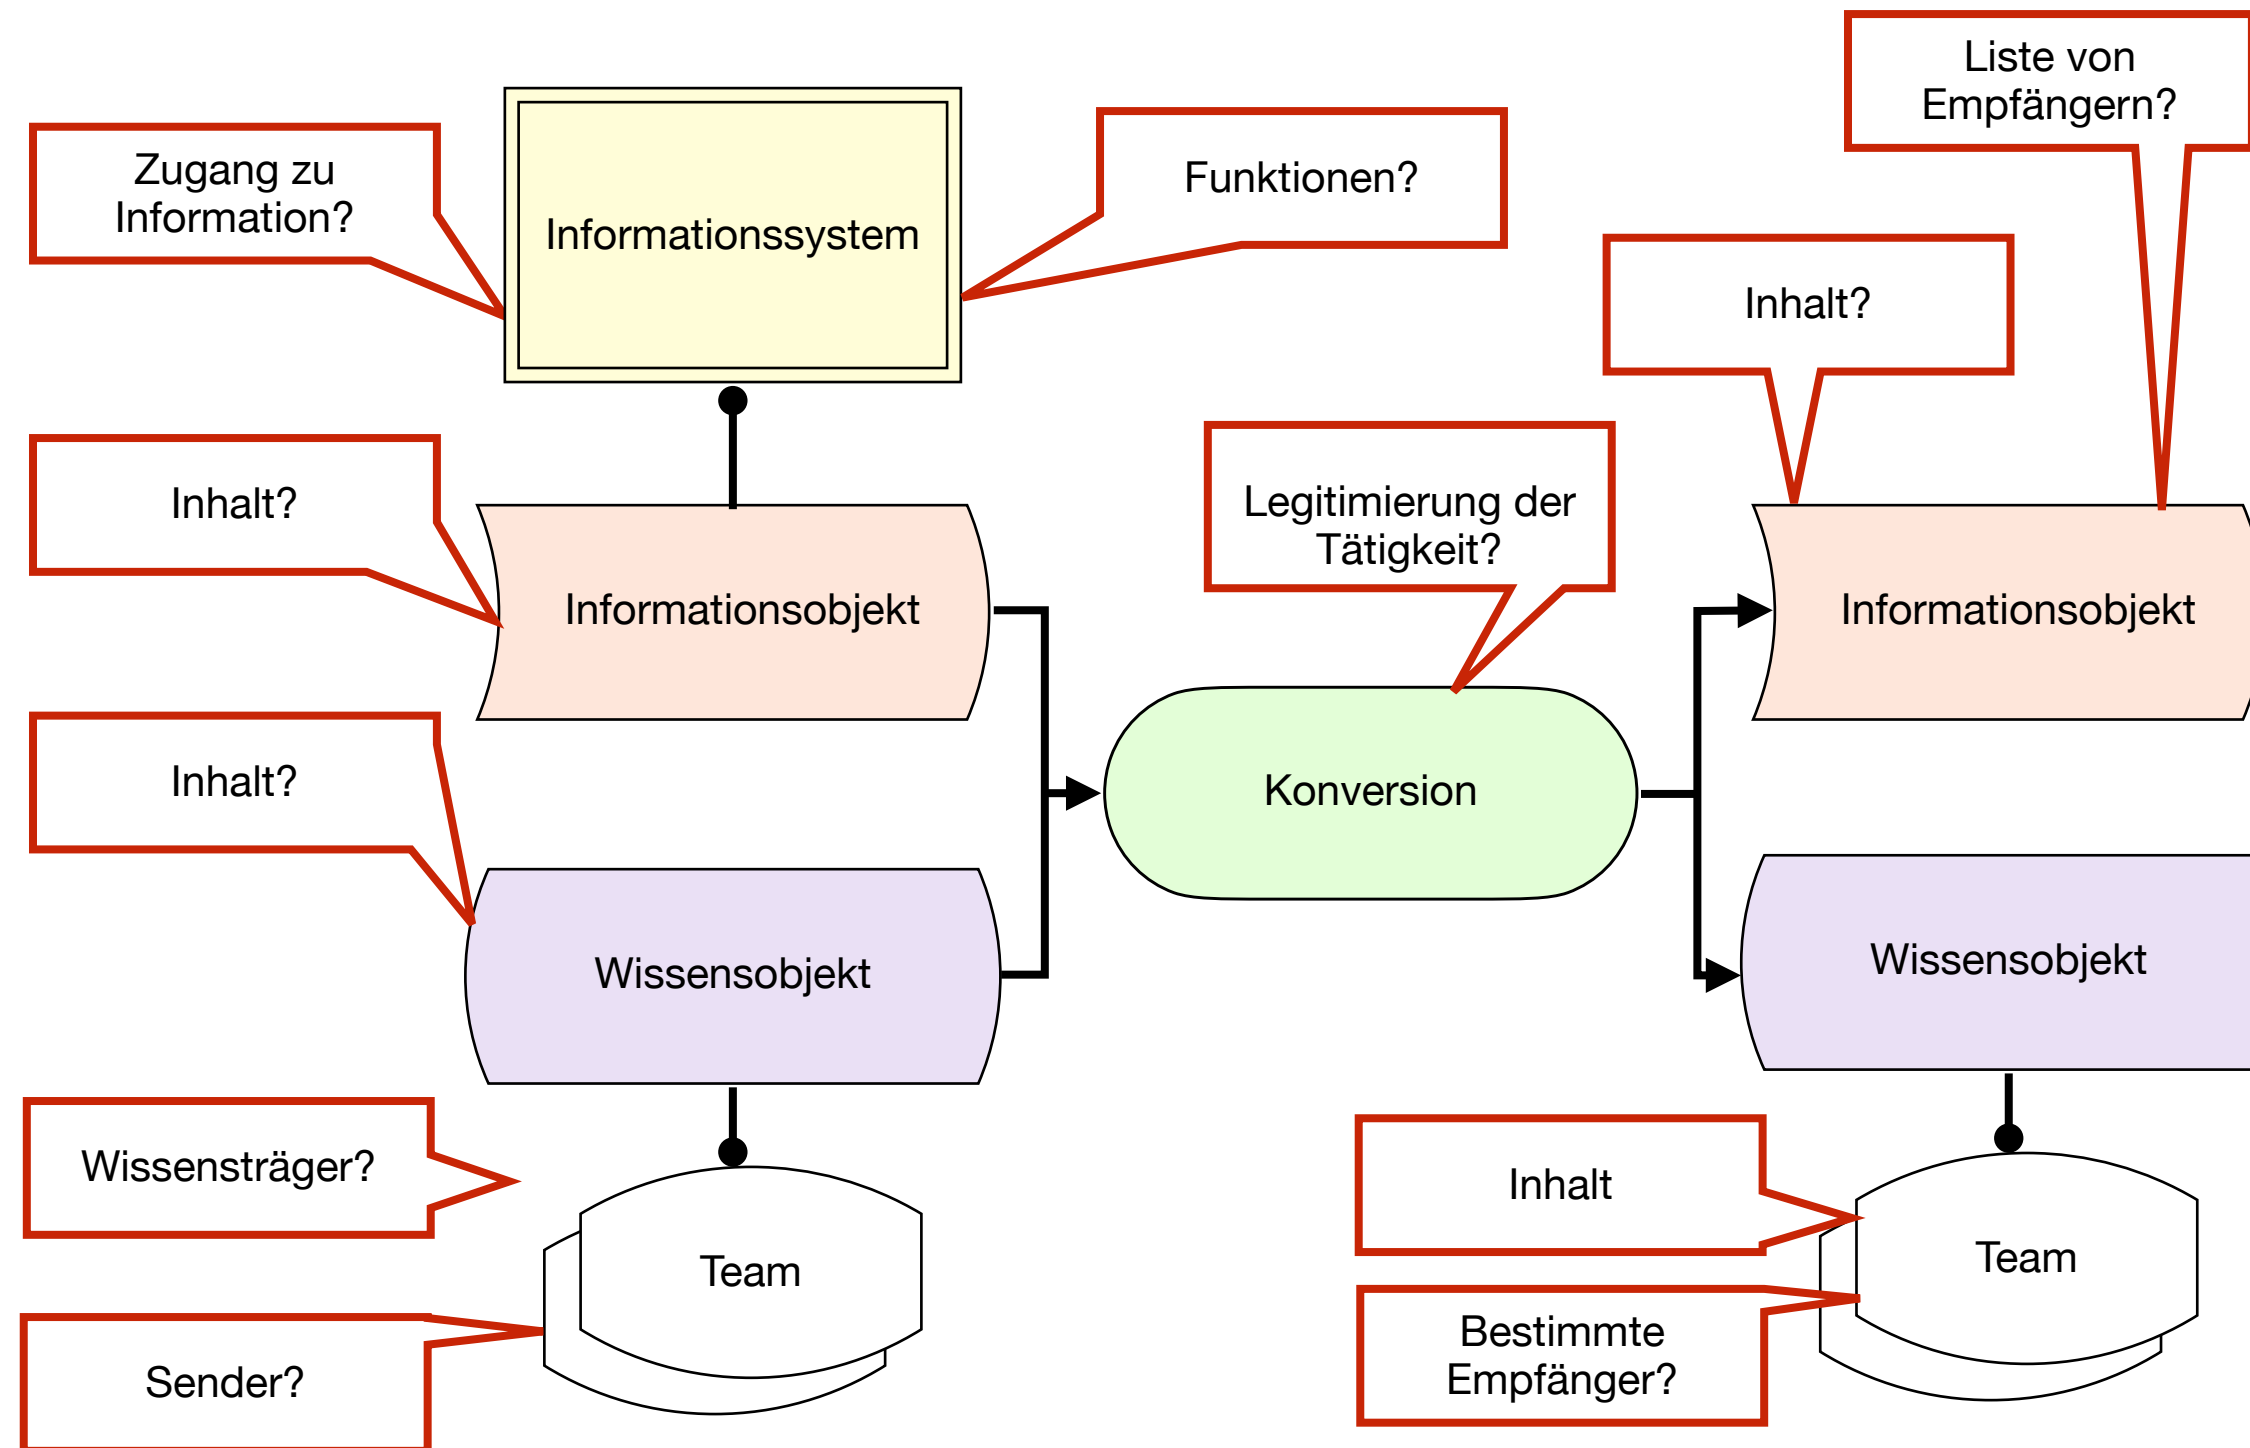 Liste von
Empfängern?
Zugang zu
Information?
Informationssystem
Funktionen?
Inhalt?
Inhalt?
Legitimierung der
Tätigkeit?
Informationsobjekt
Informationsobjekt
Inhalt?
Konversion
Wissensobjekt
Wissensobjekt
Wissensträger?
Inhalt
Team
Team
Sender?
Bestimmte
Empfänger?